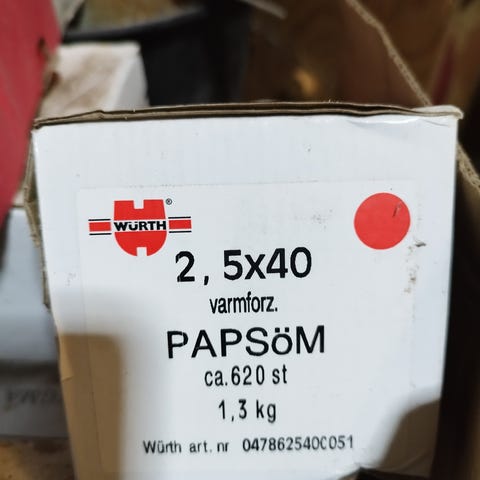 WÜRTH
2,5x40
varmforz.
PAPSöM
ca.620 st
1,3 kg
Würth art. nr 0478625400051